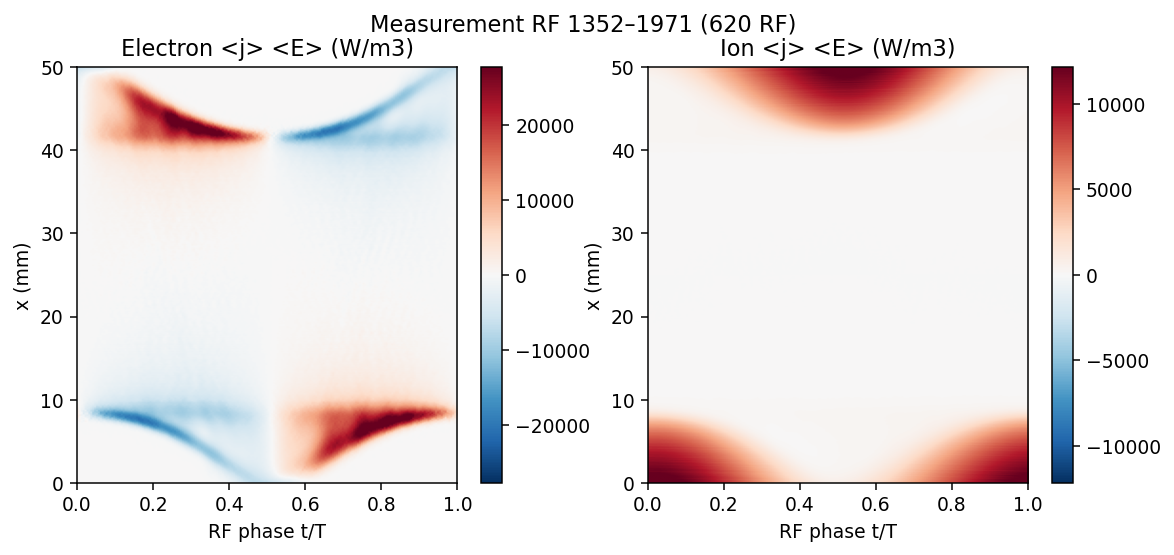 Measurement RF 1352–1971 (620 RF)
Electron <j> <E> (W/m3)
Ion <j> <E> (W/m3)
50
40
30
20
10
0
x (mm)
0.0 0.2 0.4 0.6 0.8 1.0
RF phase t/T
20000
10000
0
−10000
−20000
50
40
30
20
10
0
x (mm)
0.0 0.2 0.4 0.6 0.8 1.0
RF phase t/T
10000
5000
0
−5000
−10000